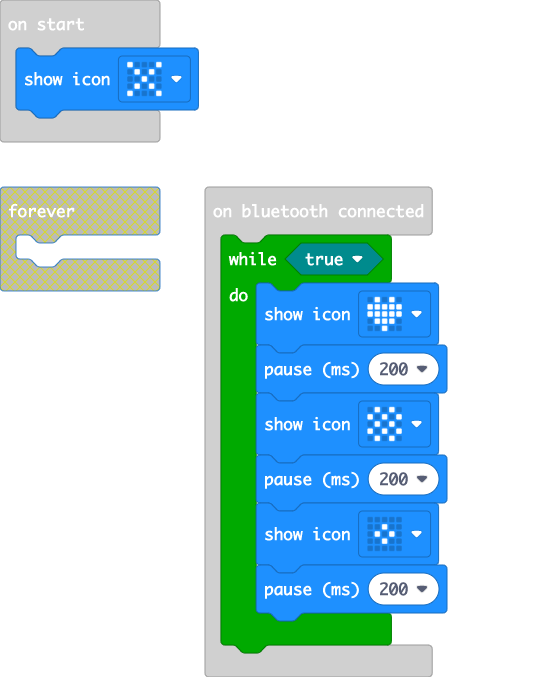 on start
show icon
forever
on bluetooth connected
while true
do
show icon
pause (ms) 200
show icon
pause (ms) 200
show icon
pause (ms) 200